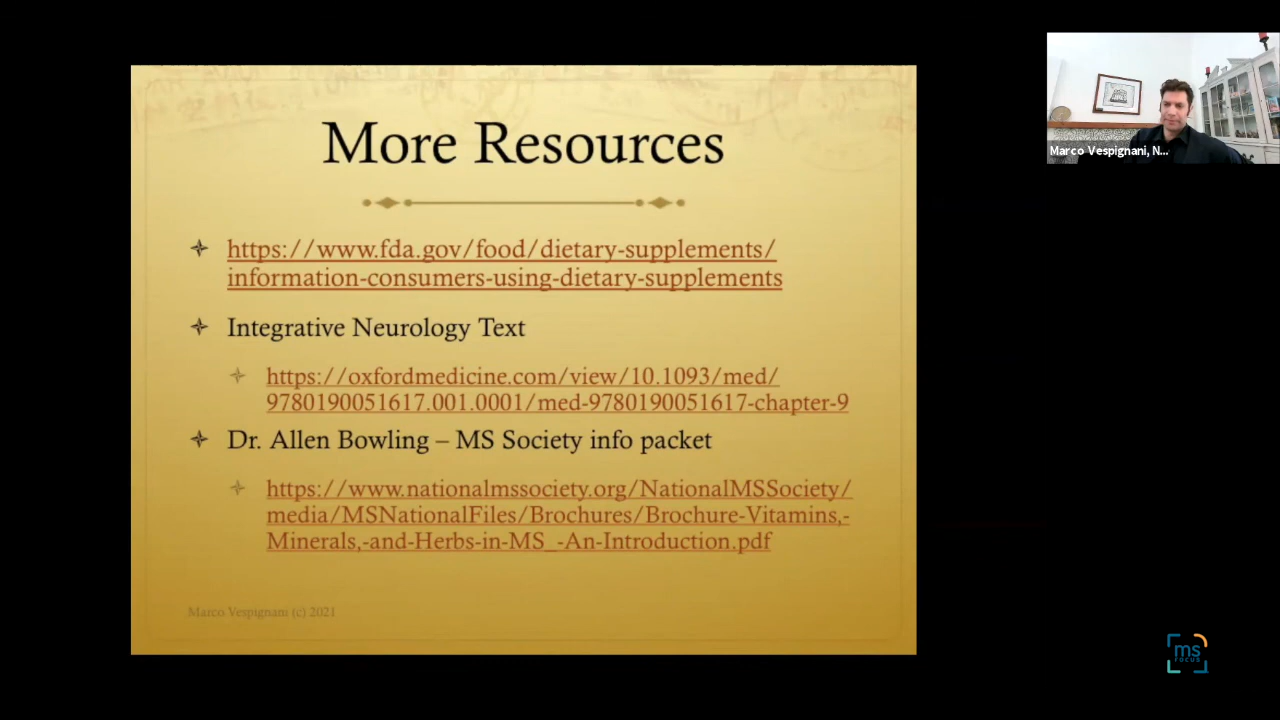 More Resources
https://www.fda.gov/food/dietary-supplements/
information-consumers-using-dietary-supplements
Integrative Neurology Text
https://oxfordmedicine.com/view/10.1093/med/
9780190051617.001.0001/med-9780190051617-chapter-9
Dr. Allen Bowling – MS Society info packet
https://www.nationalmssociety.org/NationalMSSociety/
media/MSNationalFiles/Brochures/Brochure-Vitamins,-
Minerals,-and-Herbs-in-MS_-An-Introduction.pdf
Marco Vespignani (c) 2021
Marco Vespignani, N...
ms
FOCUS